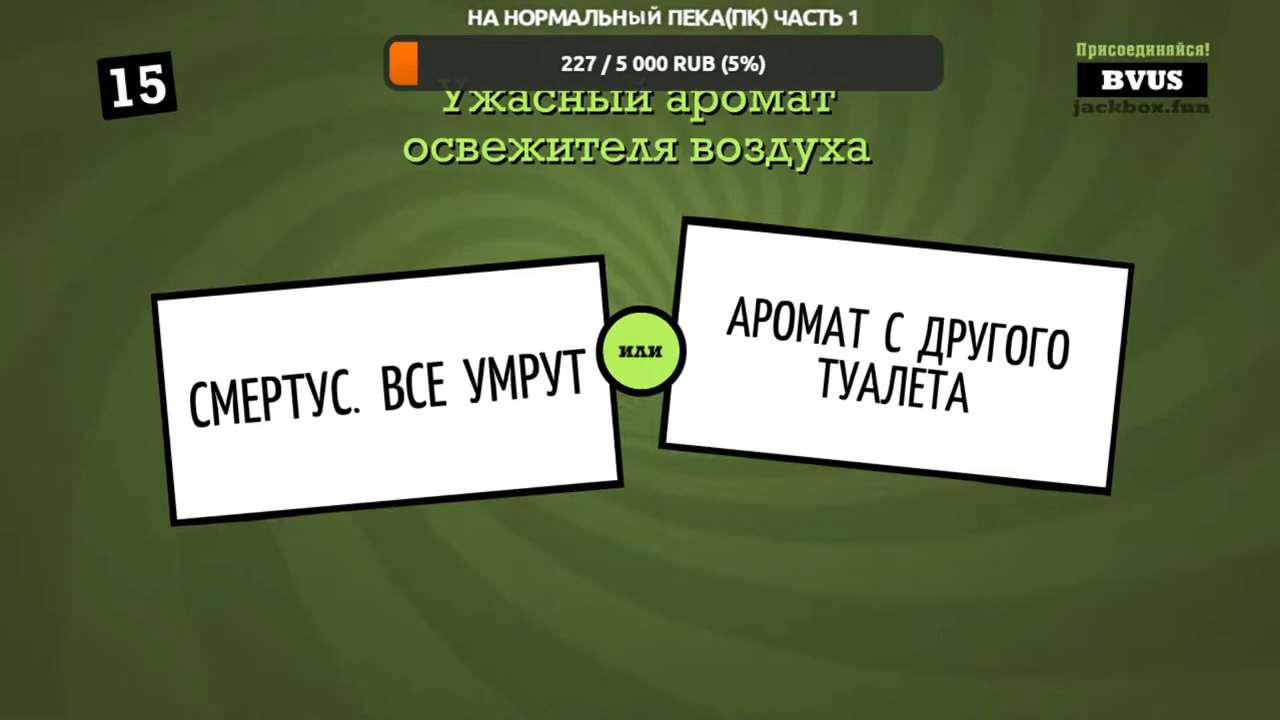 НА НОРМАЛЬНЫЙ ПЕКА(ПК) ЧАСТЬ 1
227 / 5 000 RUB (5%)
15
Присоединяйся!
BVUS
jackbox.fun
Ужасный аромат
освежителя воздуха
СМЕРТУС. ВСЕ УМРУТ
или
АРОМАТ С ДРУГОГО
ТУАЛЕТА